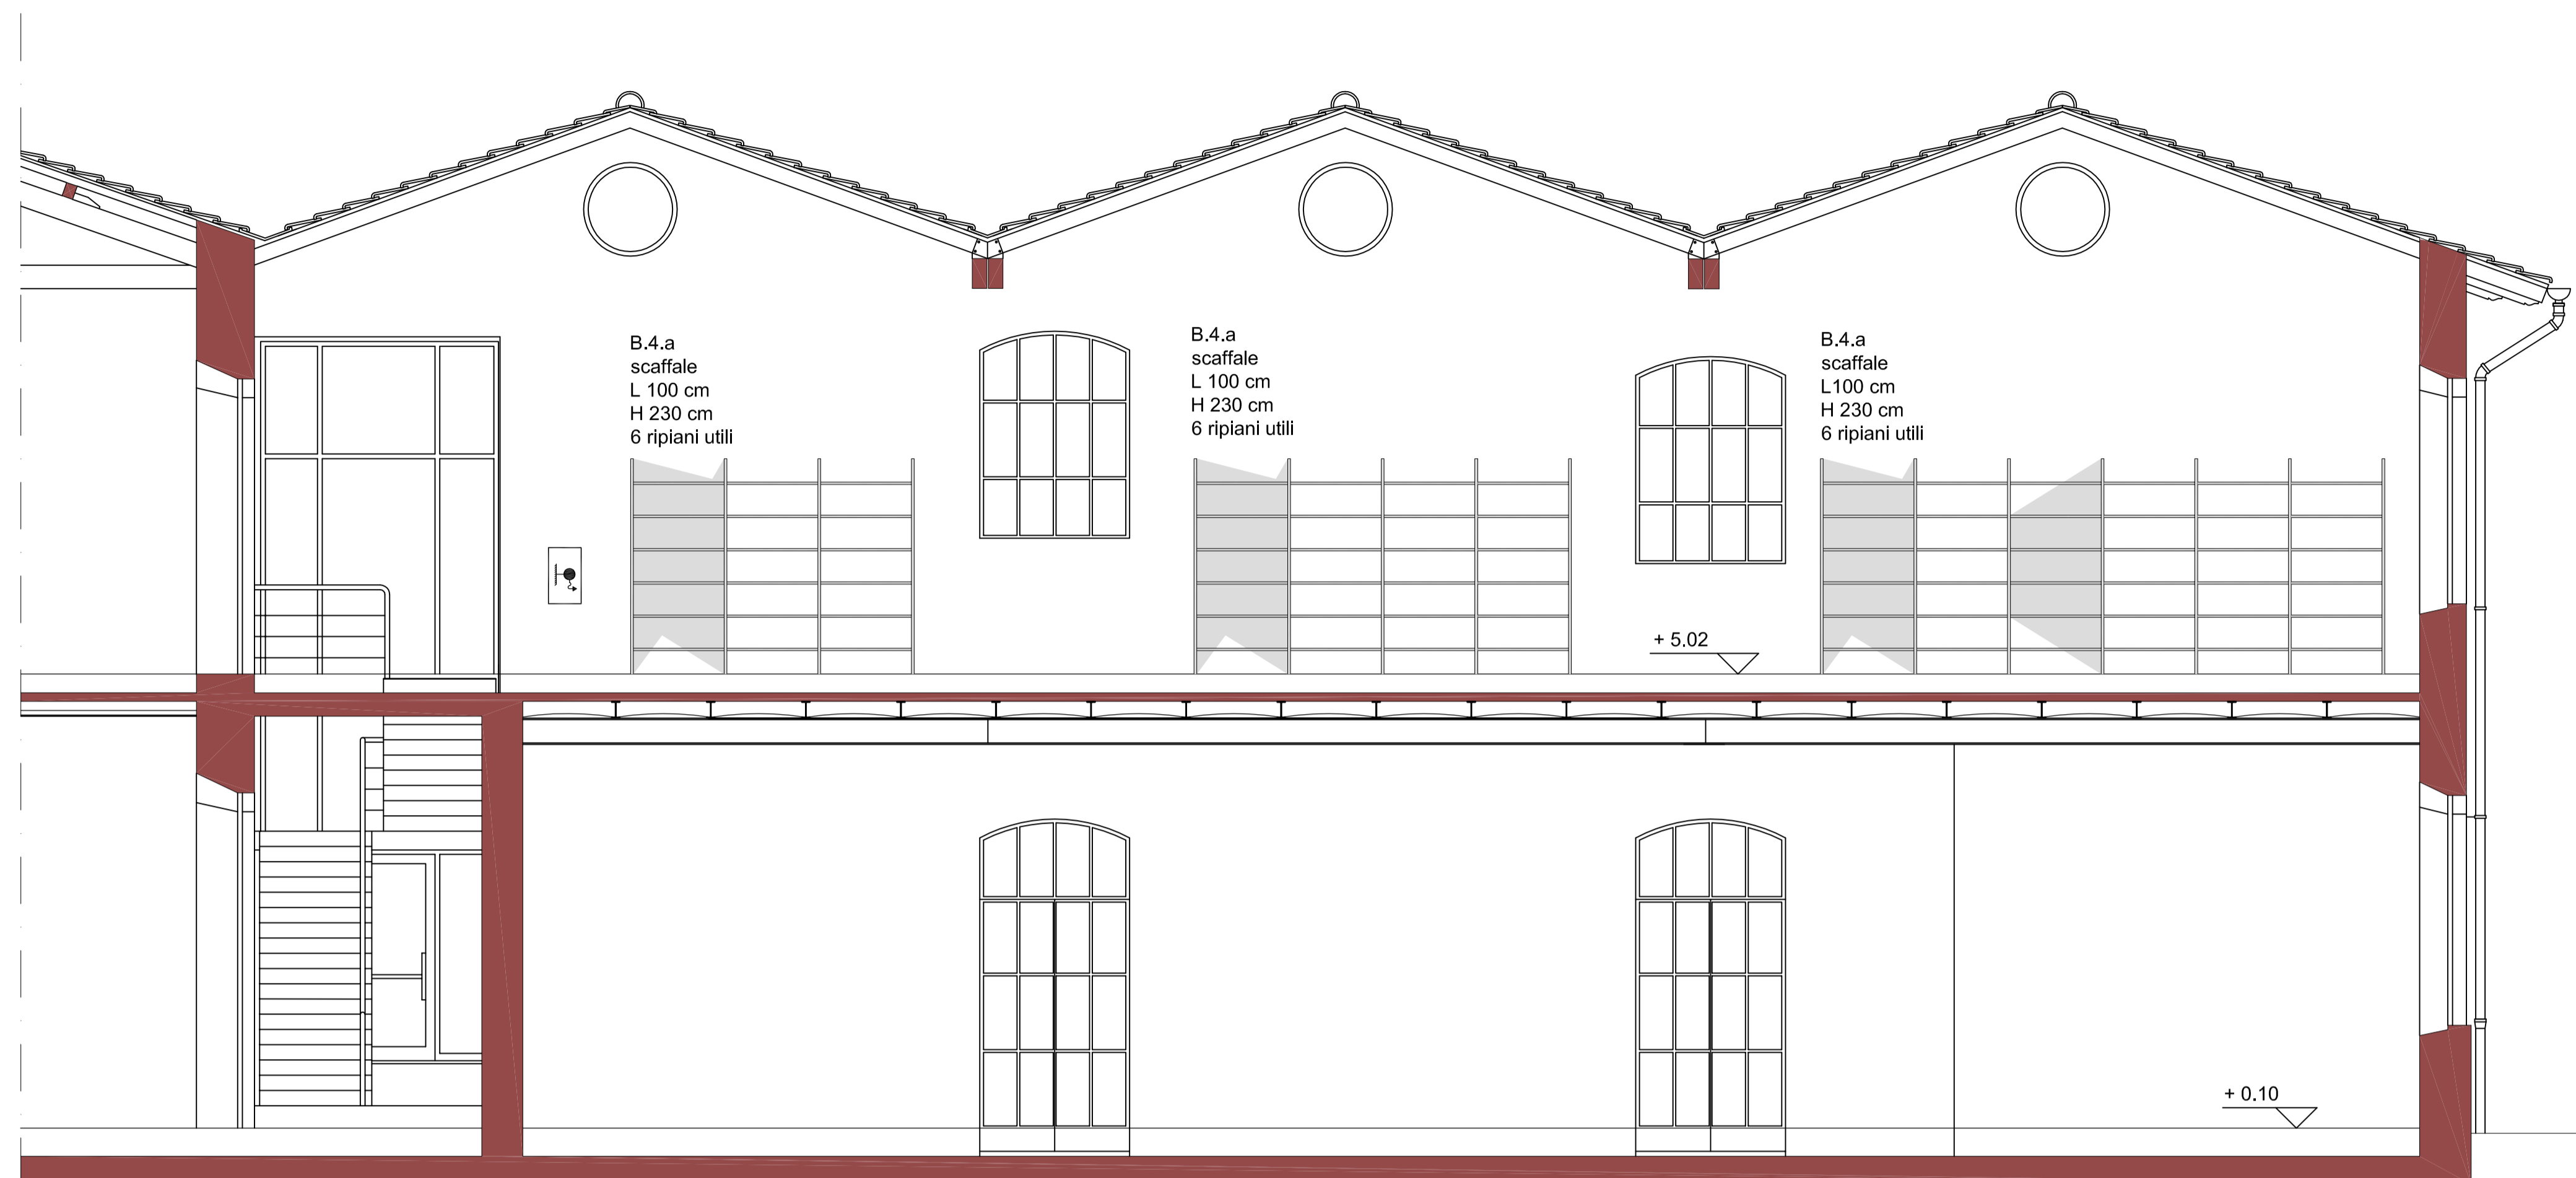 B.4.a
scaffale
L 100 cm
H 230 cm
6 ripiani utili
B.4.a
scaffale
L 100 cm
H 230 cm
6 ripiani utili
B.4.a
scaffale
L100 cm
H 230 cm
6 ripiani utili
+ 5.02
+ 0.10